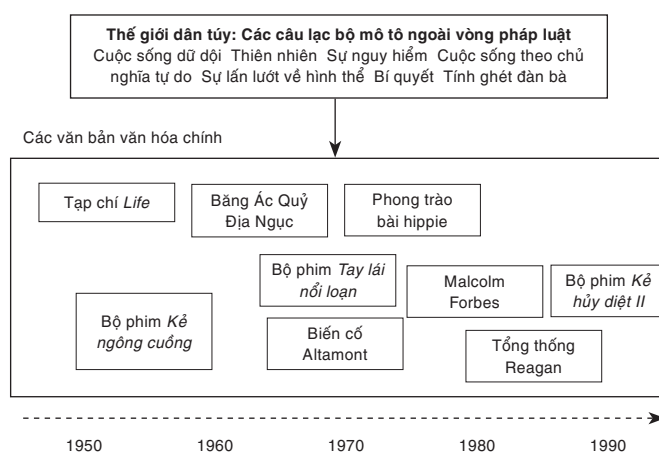 Thế giới dân túy: Các câu lạc bộ mô tô ngoài vòng pháp luật
Cuộc sống dữ dội Thiên nhiên Sự nguy hiểm Cuộc sống theo chủ
nghĩa tự do Sự lấn lướt về hình thể Bí quyết Tính ghét đàn bà
Các văn bản văn hóa chính
Tạp chí Life
Băng Ác Quỷ
Địa Ngục
Phong trào
bài hippie
Bộ phim Kẻ
ngông cuồng
Bộ phim Tay lái
nổi loạn
Biến cố
Altamont
Malcolm
Forbes
Tổng thống
Reagan
Bộ phim Kẻ
hủy diệt II
1950 1960 1970 1980 1990